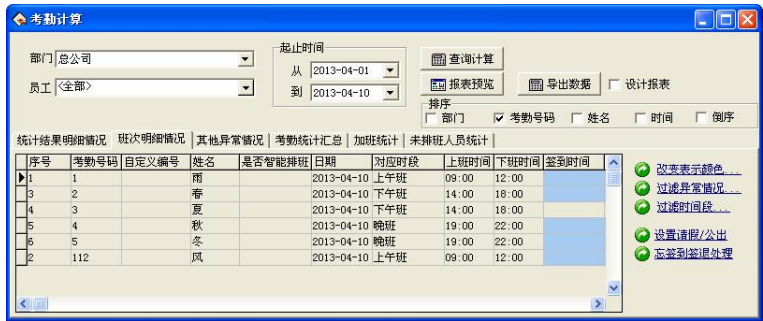 考勤计算
部门 总公司
员工 <全部>
起止时间
从 2013-04-01
到 2013-04-10
查询计算
报表预览 导出数据 设计报表
排序
部门 考勤号码 姓名 时间 倒序
统计结果明细情况 班次明细情况 其他异常情况 考勤统计汇总 加班统计 未排班人员统计
序号 考勤号码 自定义编号 姓名 是否智能排班 日期 对应时段 上班时间 下班时间 签到时间
1 1 雨 2013-04-10 上午班 09:00 12:00
3 2 春 2013-04-10 下午班 14:00 18:00
4 3 夏 2013-04-10 下午班 14:00 18:00
5 4 秋 2013-04-10 晚班 19:00 22:00
6 5 冬 2013-04-10 晚班 19:00 22:00
2 112 风 2013-04-10 上午班 09:00 12:00
改变表示颜色...
过滤异常情况...
过滤时间段...
设置请假/公出
忘签到签退处理